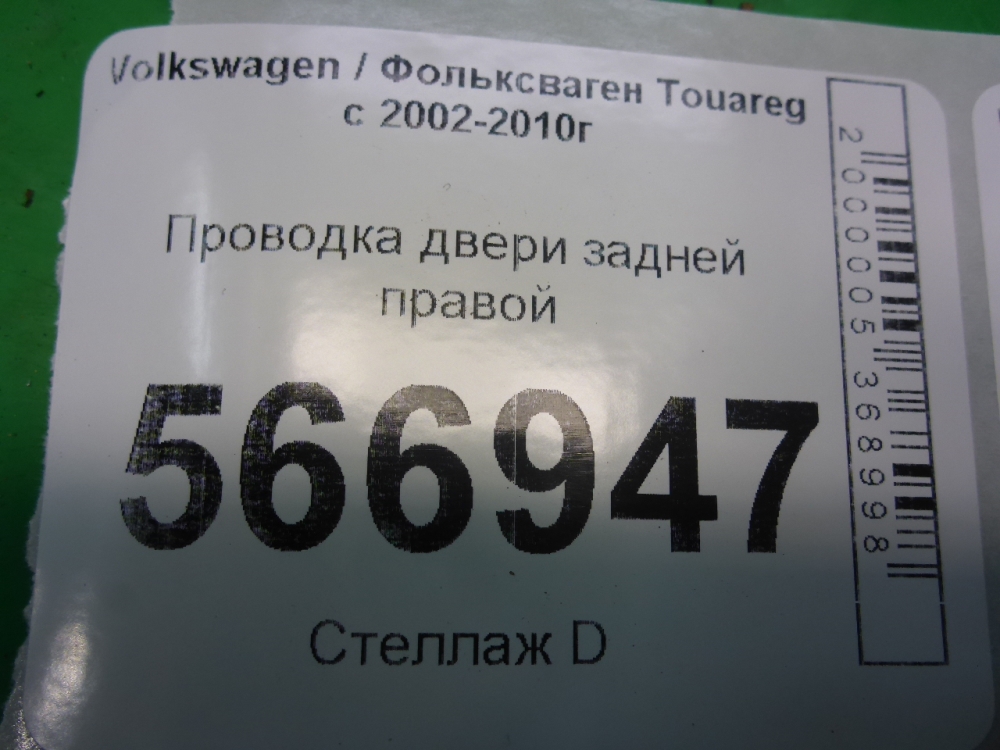 Volkswagen / Фольксваген Touareg
с 2002-2010г
Проводка двери задней
правой
566947
Стеллаж D
2000005368998